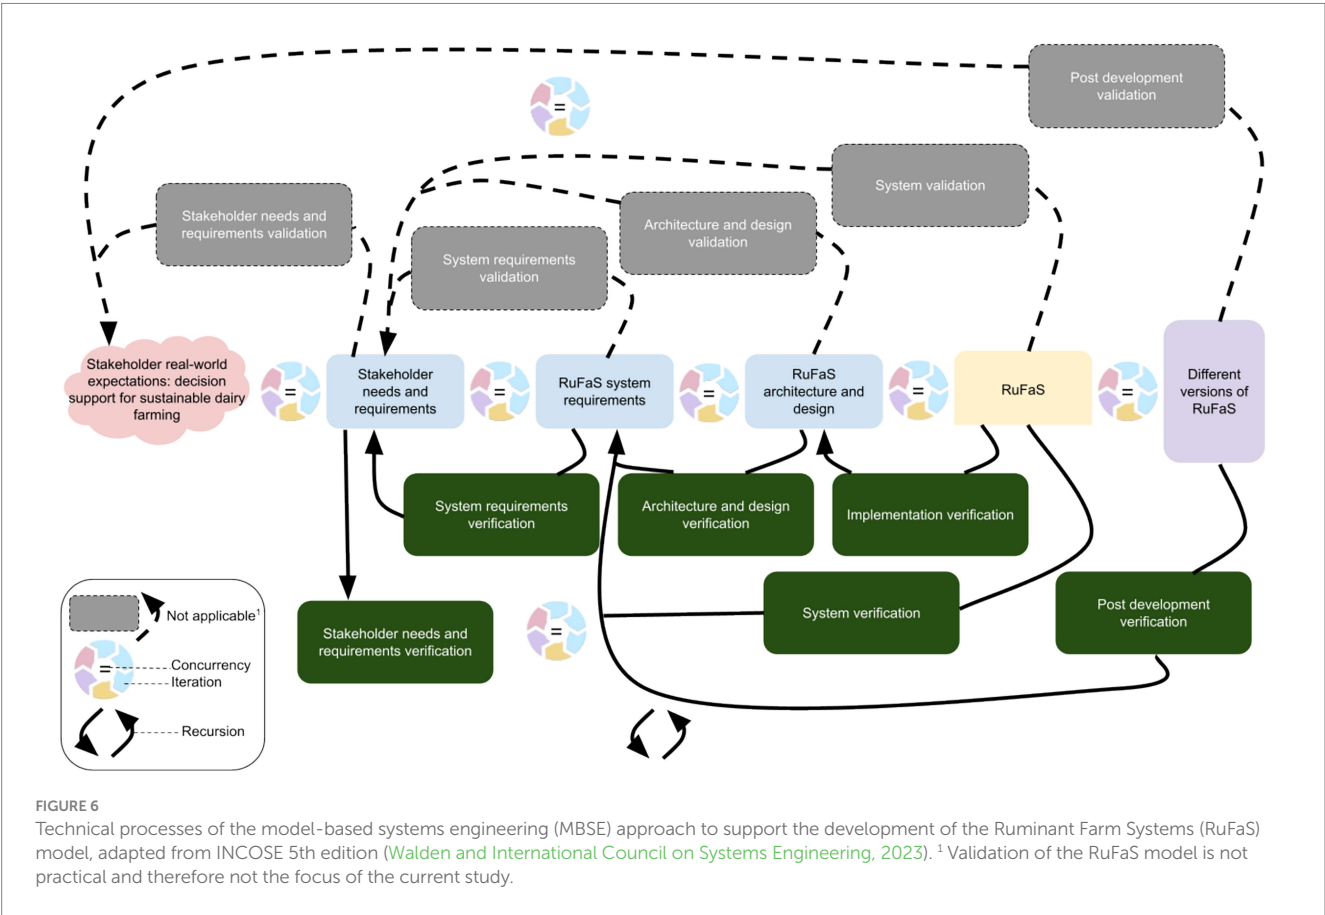 Post development
validation
System validation
Stakeholder needs and
requirements validation
Architecture and design
validation
System requirements
validation
=
Stakeholder real-world
expectations: decision
support for sustainable dairy
farming
=
Stakeholder
needs and
requirements
=
RuFaS system
requirements
=
RuFaS
architecture and
design
=
RuFaS
=
Different
versions of
RuFaS
System requirements
verification
Architecture and design
verification
Implementation verification
Stakeholder needs and
requirements verification
=
System verification
Post development
verification
Not applicable¹
=
Concurrency
Iteration
Recursion
FIGURE 6
Technical processes of the model-based systems engineering (MBSE) approach to support the development of the Ruminant Farm Systems (RuFaS)
model, adapted from INCOSE 5th edition (Walden and International Council on Systems Engineering, 2023). ¹ Validation of the RuFaS model is not
practical and therefore not the focus of the current study.